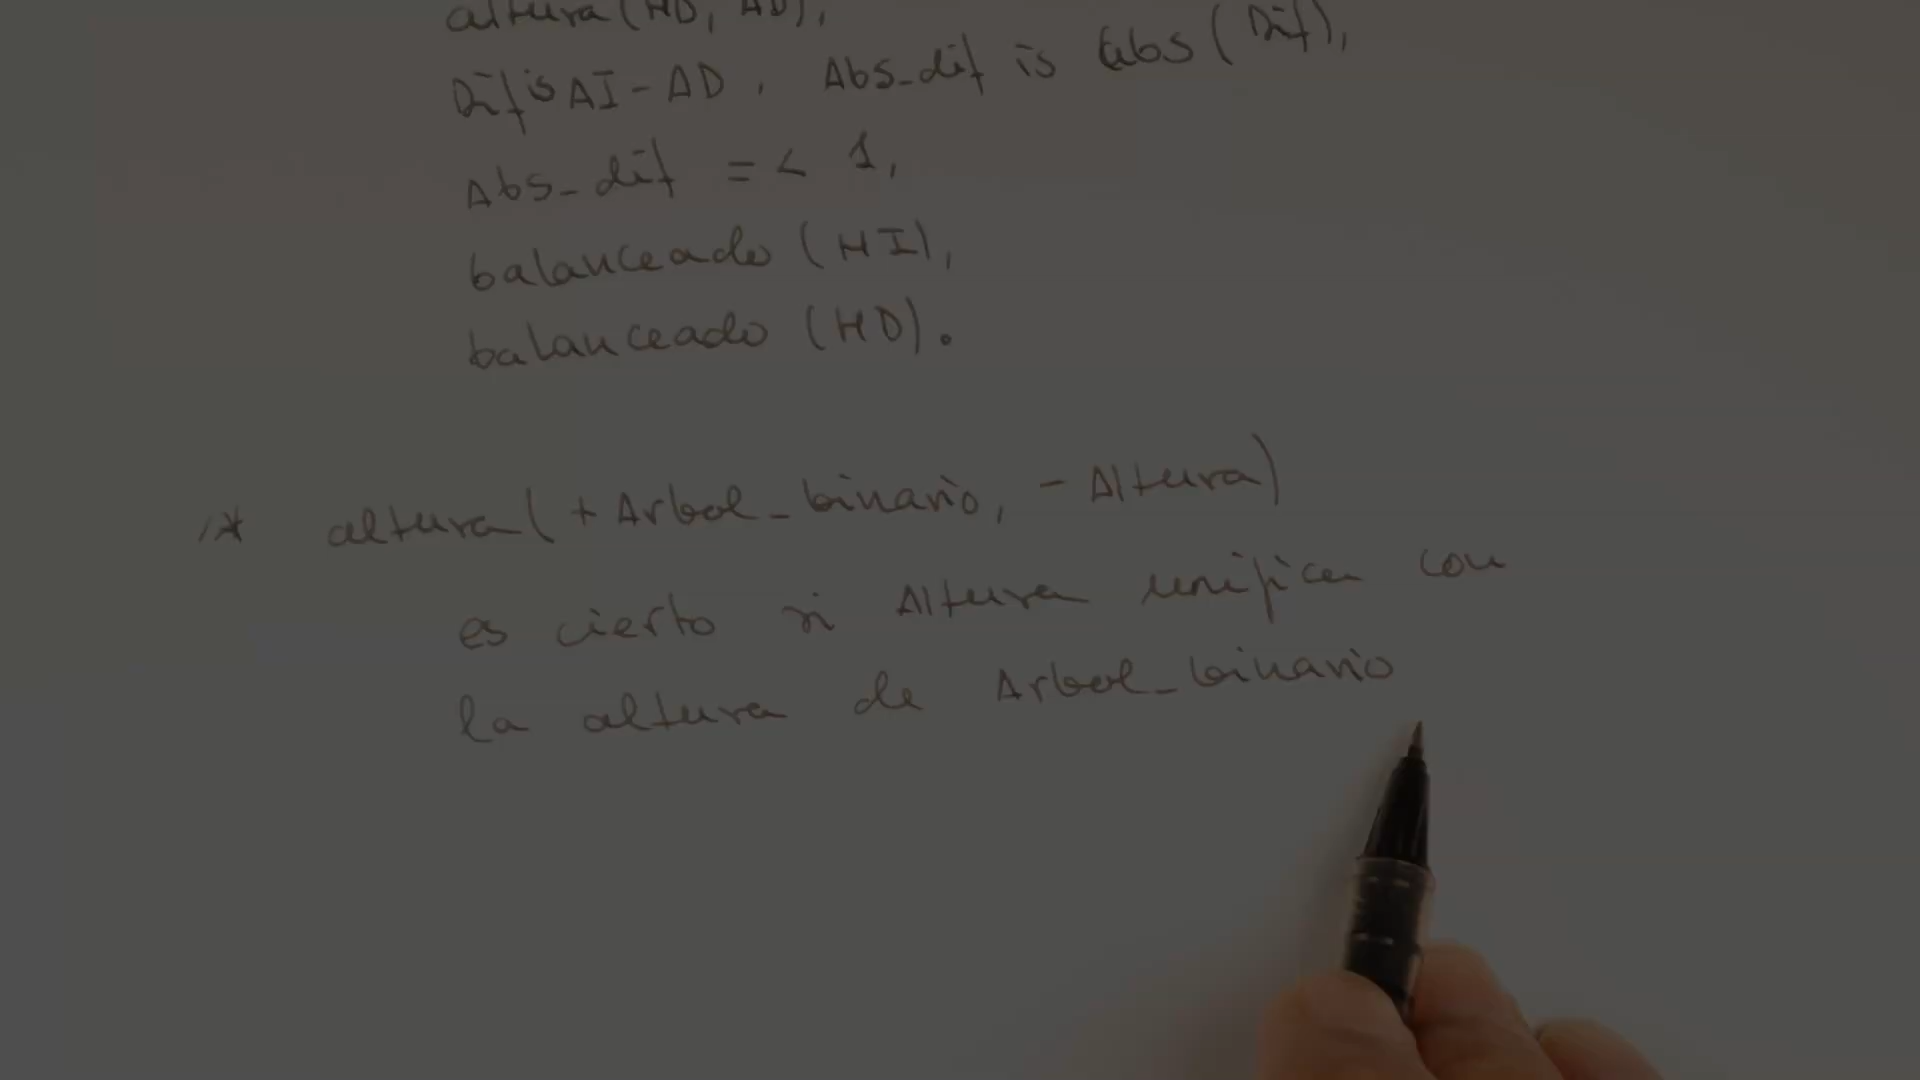 altura(HD, AD),
Dif is AI-AD, Abs_dif is abs(Dif),
Abs_dif =< 1,
balanceado (HI),
balanceado (HD).
/* altura(+Arbol_binario, -Altura)
es cierto si Altura unifica con
la altura de Arbol_binario